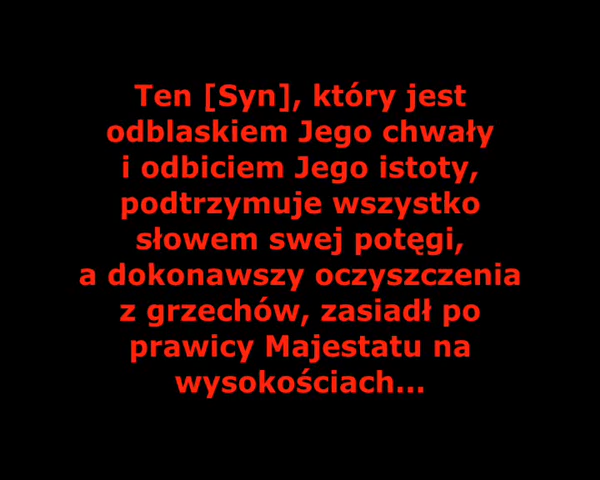 Ten [Syn], który jest
odblaskiem Jego chwały
i odbiciem Jego istoty,
podtrzymuje wszystko
słowem swej potęgi,
a dokonawszy oczyszczenia
z grzechów, zasiadł po
prawicy Majestatu na
wysokościach...